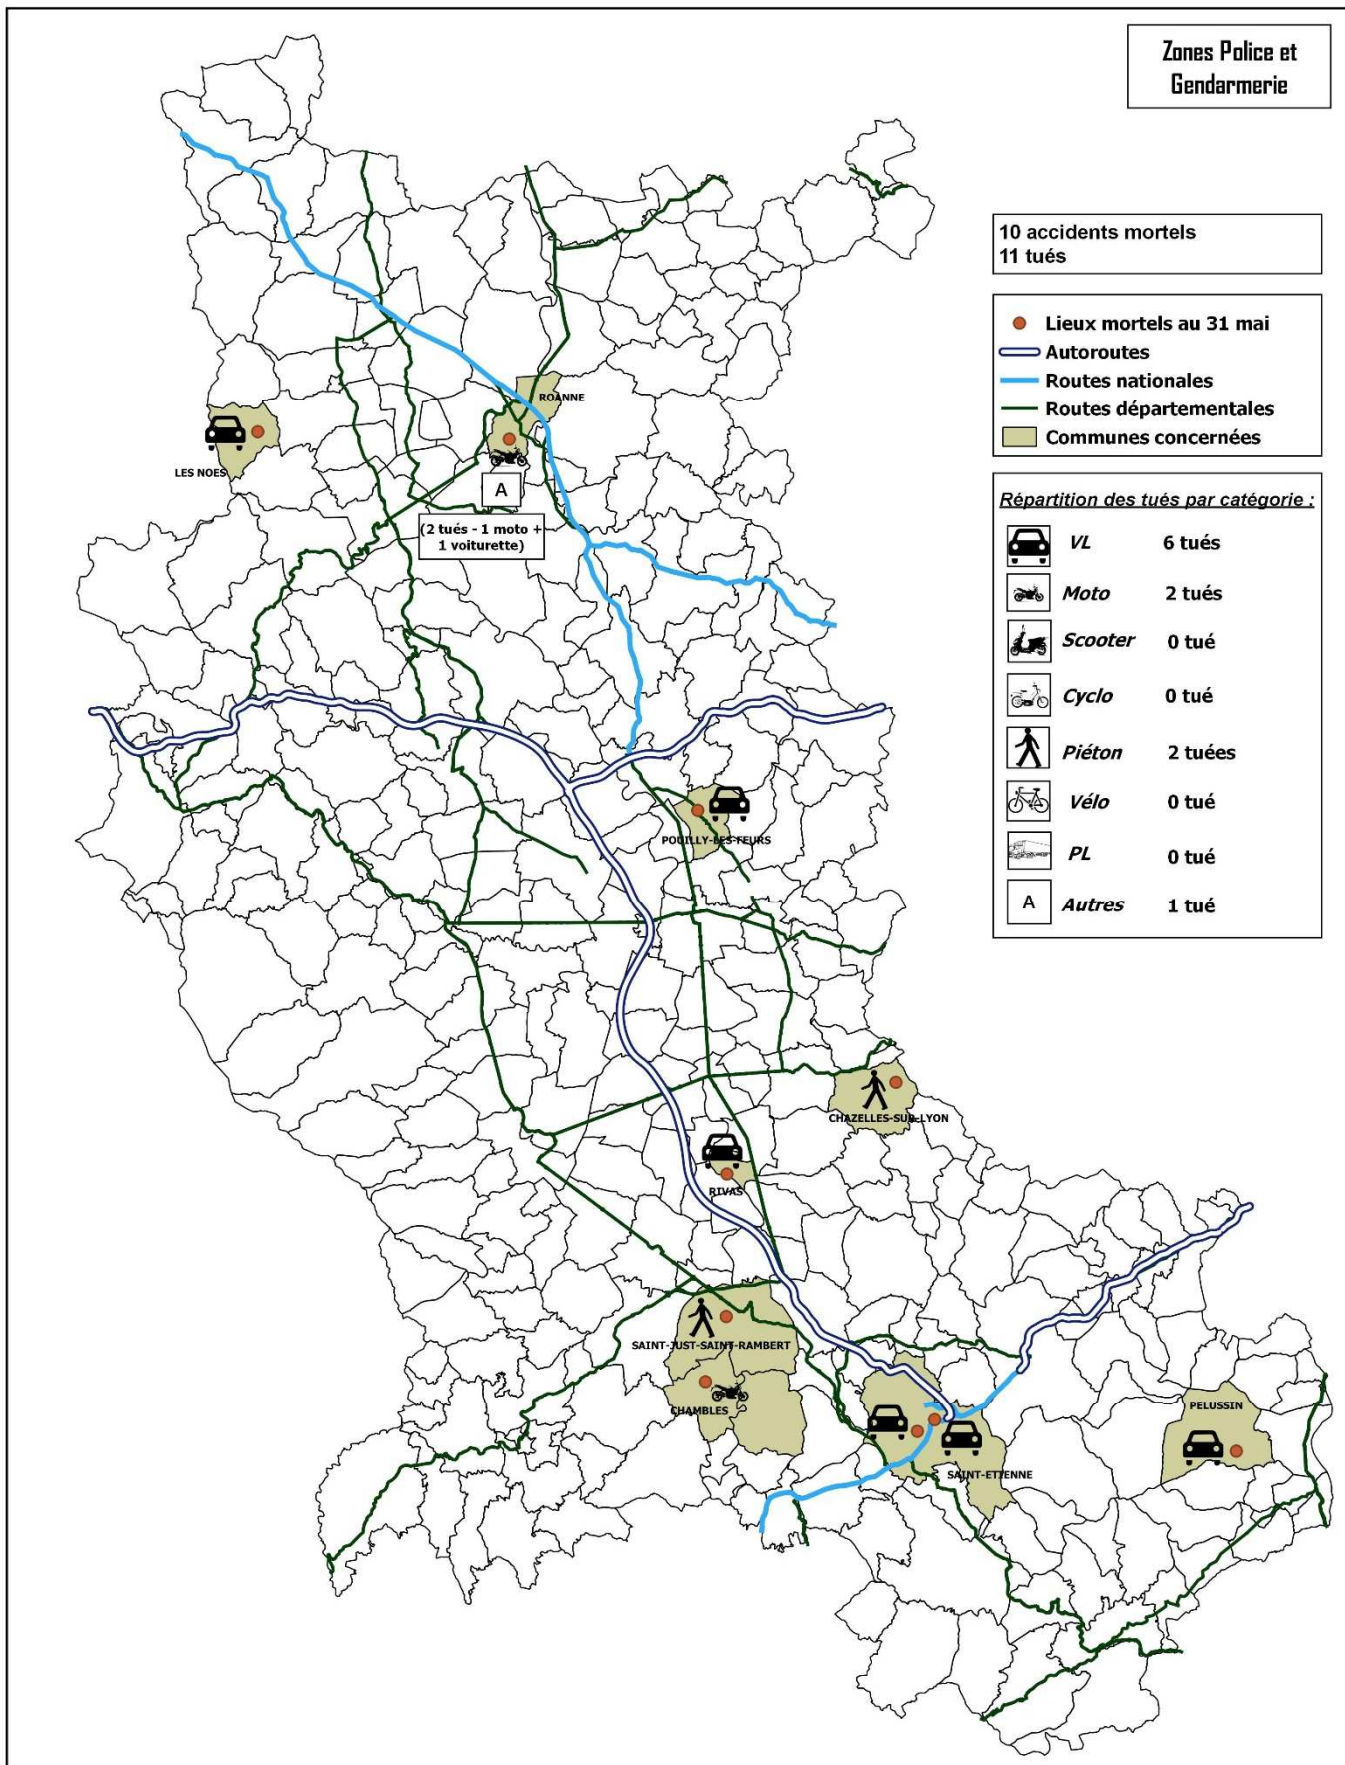 Zones Police et
Gendarmerie
10 accidents mortels
11 tués
Lieux mortels au 31 mai
Autoroutes
Routes nationales
Routes départementales
Communes concernées
Répartition des tués par catégorie :
VL 6 tués
Moto 2 tués
Scooter 0 tué
Cyclo 0 tué
Piéton 2 tuées
Vélo 0 tué
PL 0 tué
A Autres 1 tué
ROANNE
LES NOES
A
(2 tués - 1 moto +
1 voiturette)
POUILLY-LES-FEURS
CHAZELLES-SUR-LYON
RIVAS
SAINT-JUST-SAINT-RAMBERT
CHAMBLES
PELUSSIN
SAINT-ETIENNE